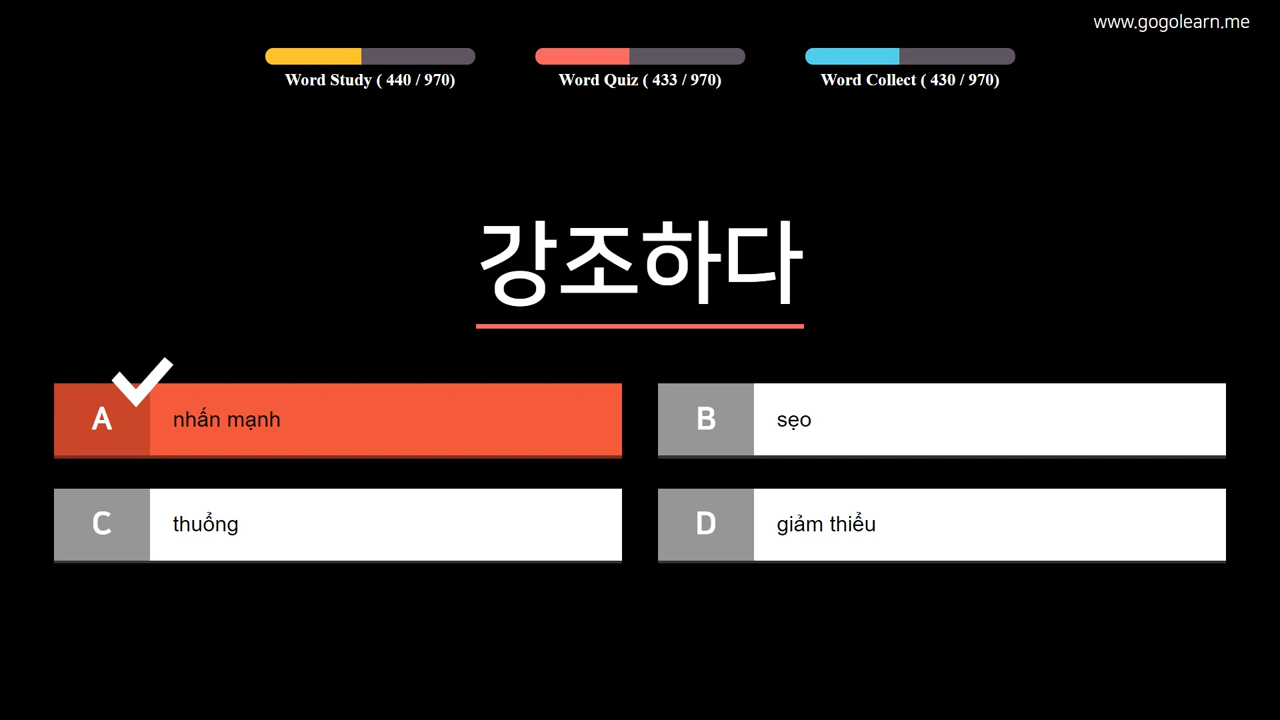 www.gogolearn.me
Word Study ( 440 / 970)
Word Quiz ( 433 / 970)
Word Collect ( 430 / 970)
강조하다
A nhấn mạnh
B sẹo
C thuổng
D giảm thiểu